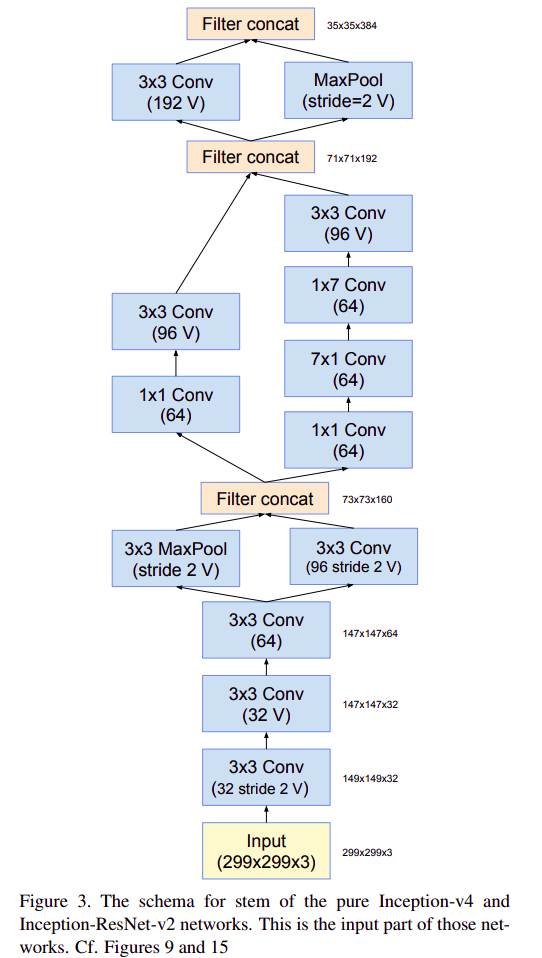 Filter concat
35x35x384
3x3 Conv
(192 V)
MaxPool
(stride=2 V)
Filter concat
71x71x192
3x3 Conv
(96 V)
1x7 Conv
(64)
3x3 Conv
(96 V)
7x1 Conv
(64)
1x1 Conv
(64)
1x1 Conv
(64)
Filter concat
73x73x160
3x3 MaxPool
(stride 2 V)
3x3 Conv
(96 stride 2 V)
3x3 Conv
(64)
147x147x64
3x3 Conv
(32 V)
147x147x32
3x3 Conv
(32 stride 2 V)
149x149x32
Input
(299x299x3)
299x299x3
Figure 3. The schema for stem of the pure Inception-v4 and
Inception-ResNet-v2 networks. This is the input part of those net-
works. Cf. Figures 9 and 15